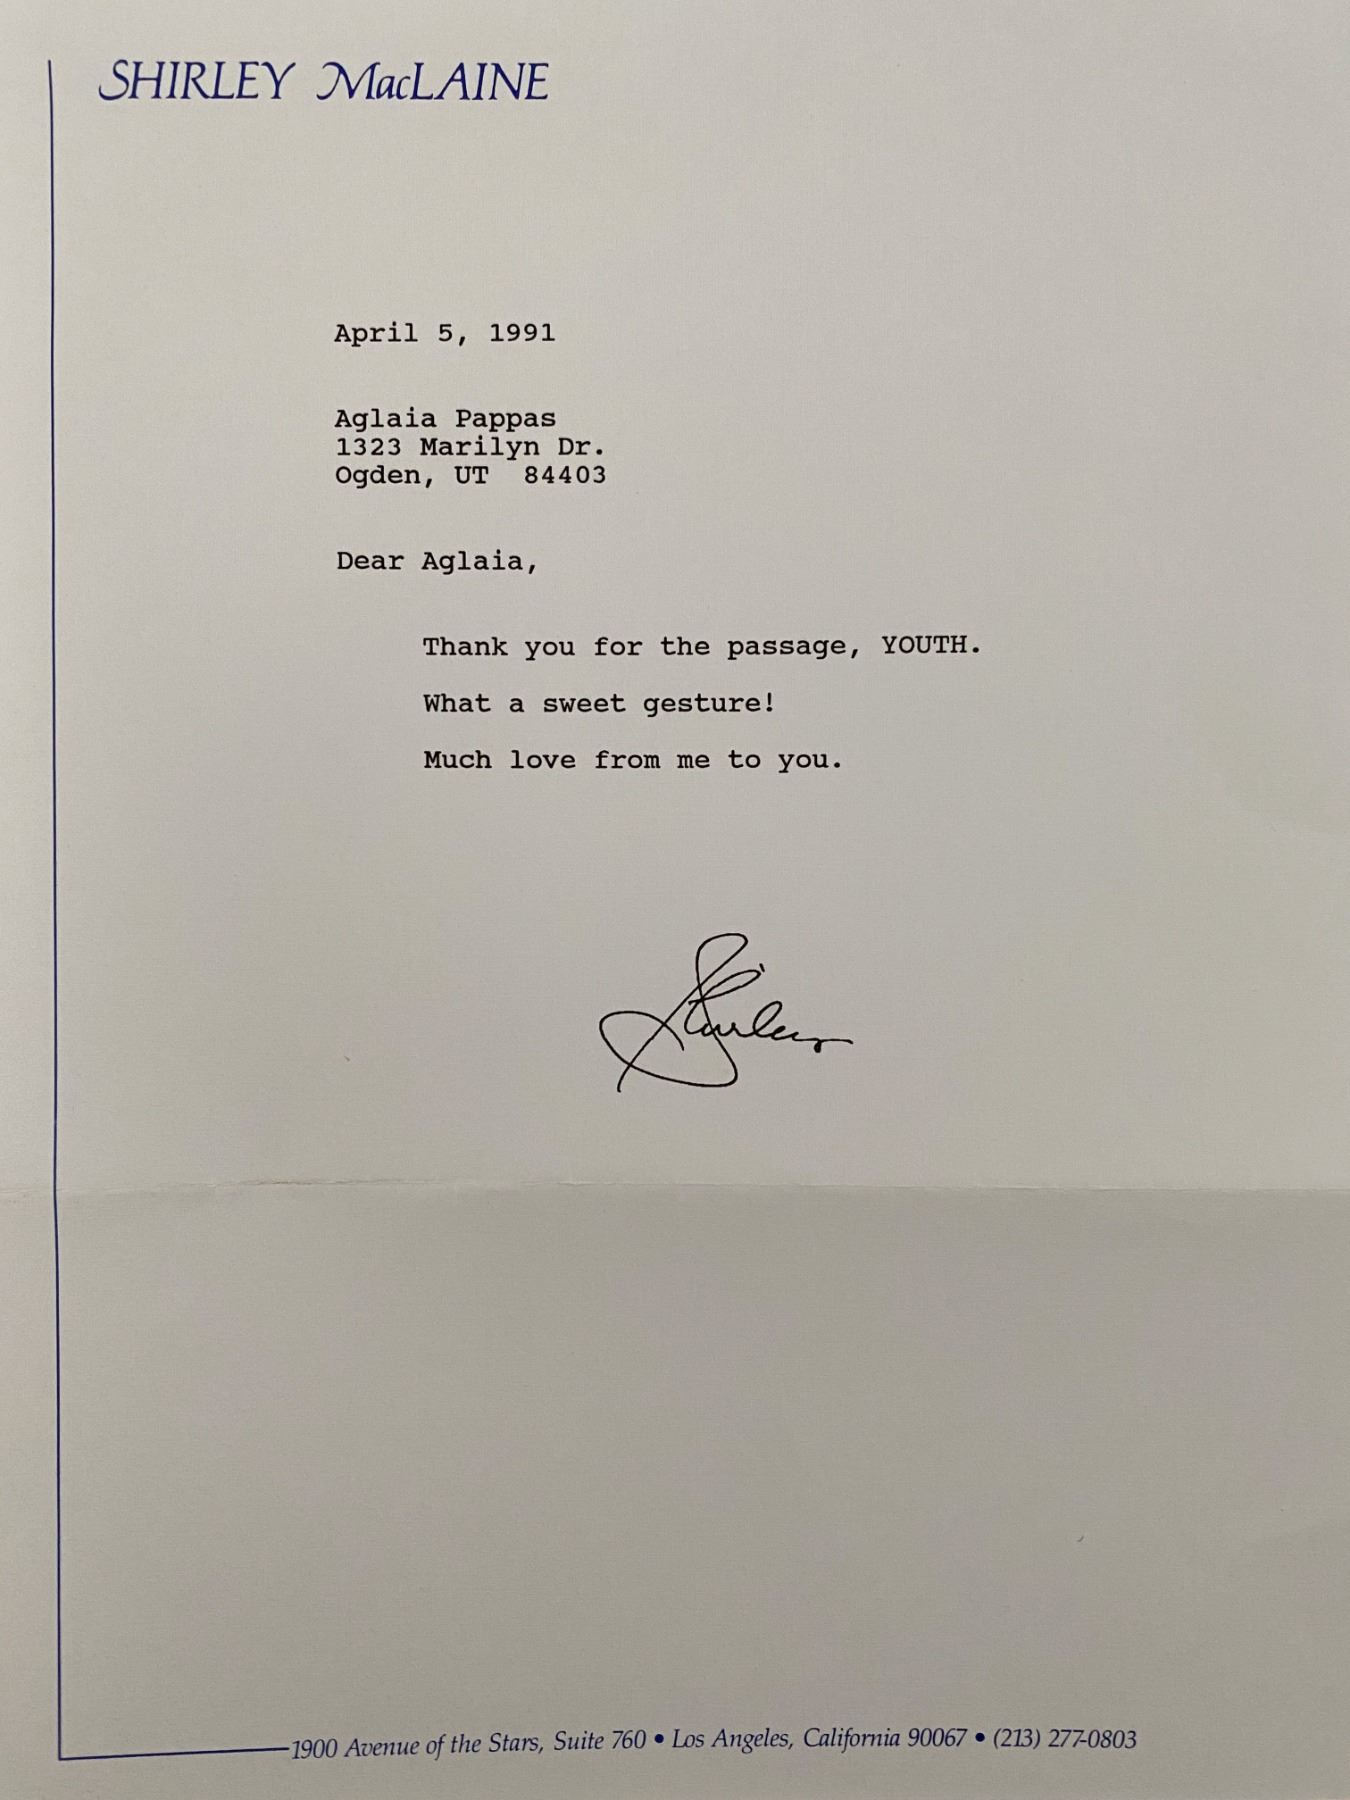 SHIRLEY MacLAINE
April 5, 1991
Aglaia Pappas
1323 Marilyn Dr.
Ogden, UT  84403
Dear Aglaia,
Thank you for the passage, YOUTH.
What a sweet gesture!
Much love from me to you.
Shirley
1900 Avenue of the Stars, Suite 760 • Los Angeles, California 90067 • (213) 277-0803